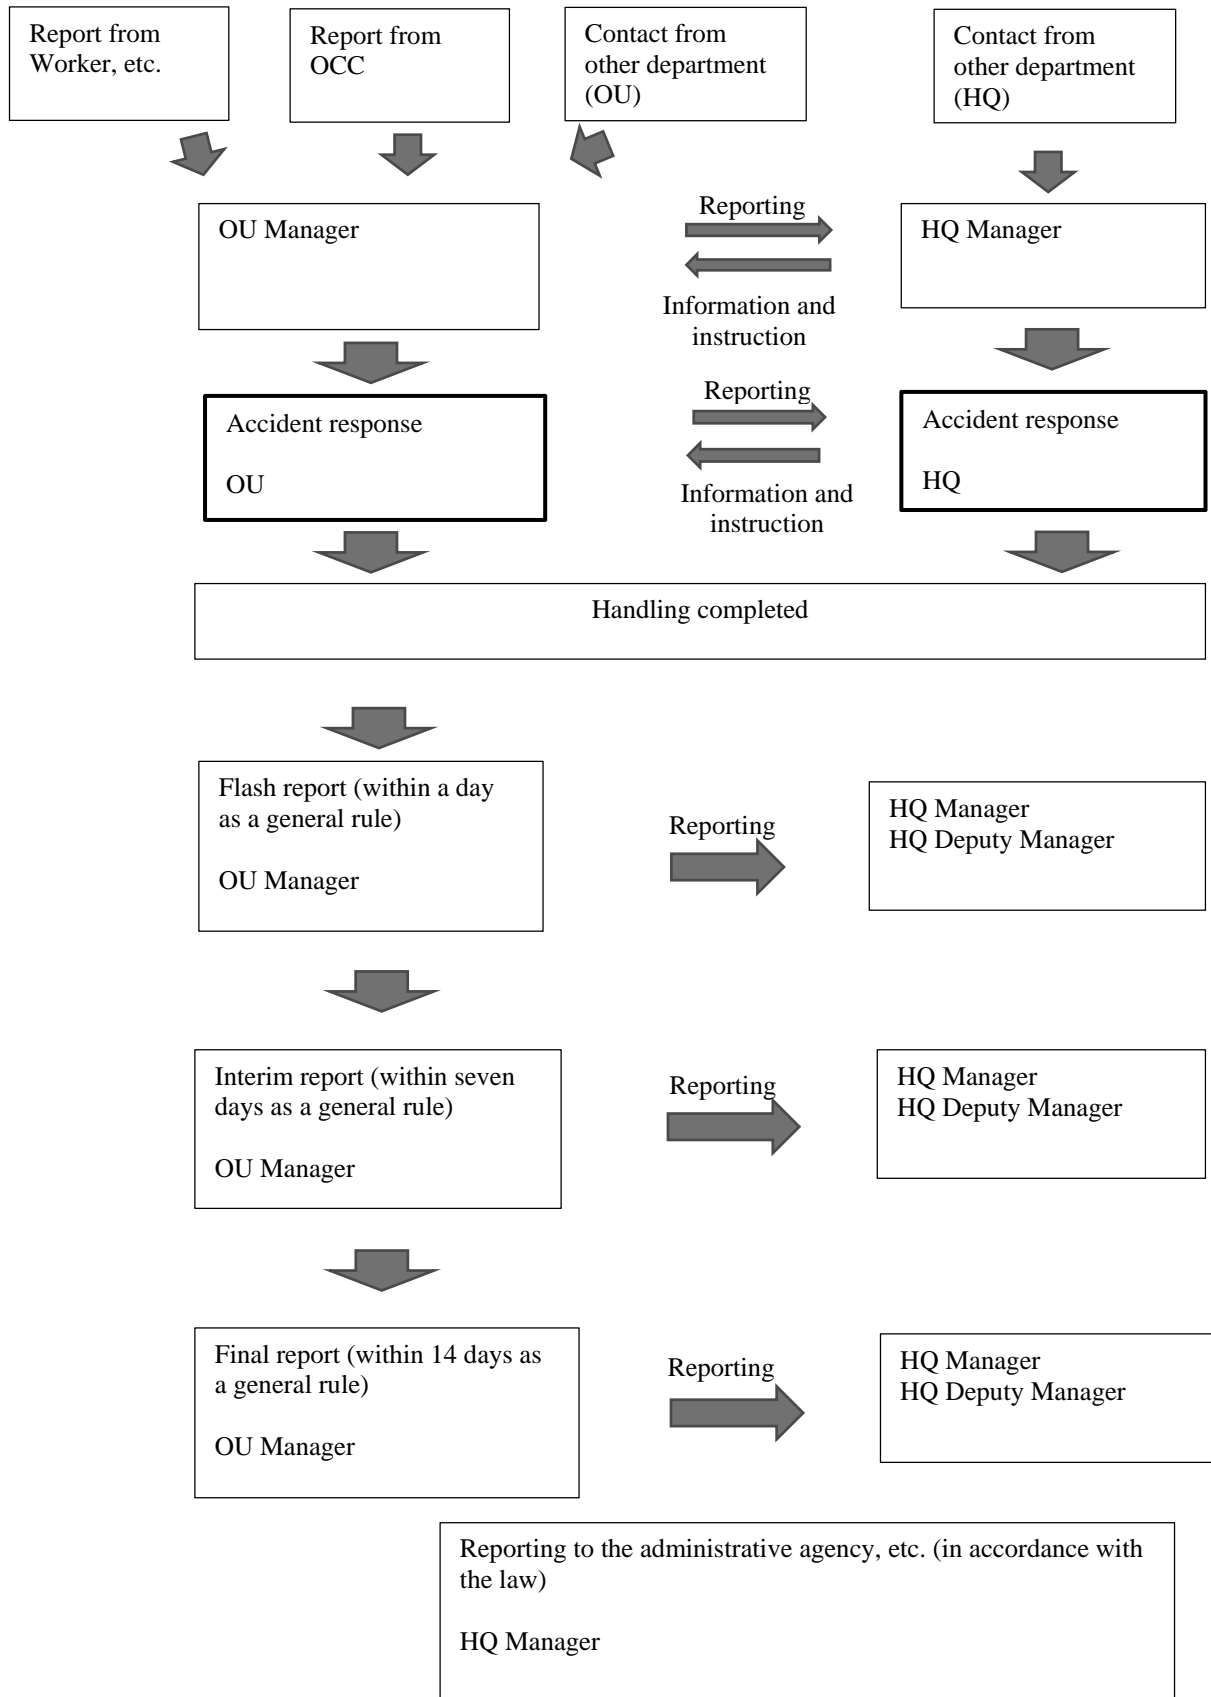 Report from
Worker, etc.
Report from
OCC
Contact from
other department
(OU)
Contact from
other department
(HQ)
OU Manager
Reporting
Information and
instruction
HQ Manager
Accident response
OU
Reporting
Information and
instruction
Accident response
HQ
Handling completed
Flash report (within a day
as a general rule)
OU Manager
Reporting
HQ Manager
HQ Deputy Manager
Interim report (within seven
days as a general rule)
OU Manager
Reporting
HQ Manager
HQ Deputy Manager
Final report (within 14 days as
a general rule)
OU Manager
Reporting
HQ Manager
HQ Deputy Manager
Reporting to the administrative agency, etc. (in accordance with
the law)
HQ Manager